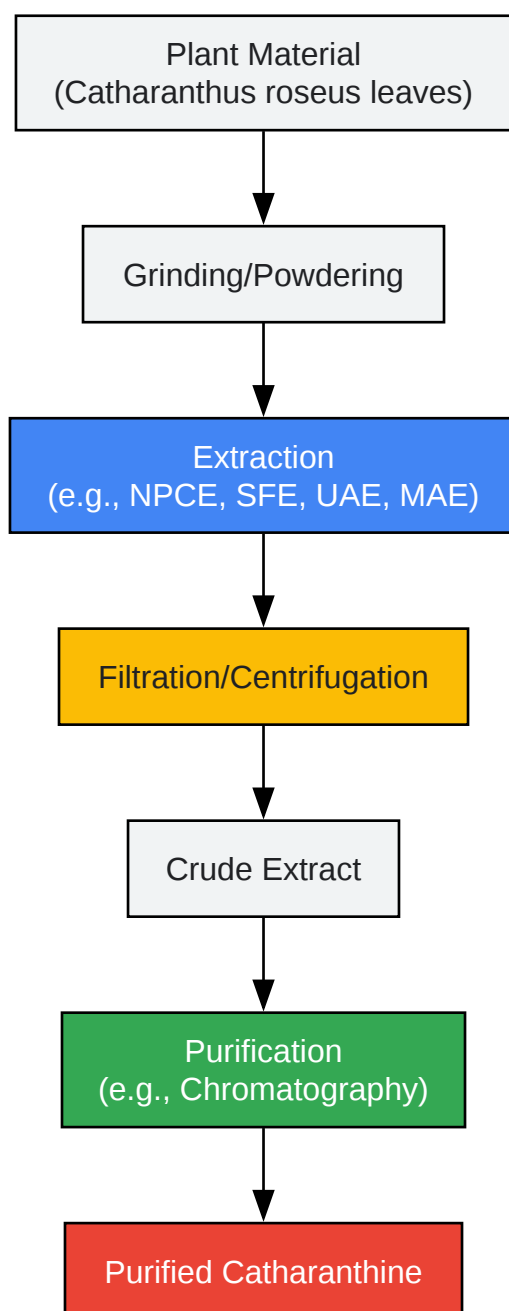 Plant Material
(Catharanthus roseus leaves)
Grinding/Powdering
Extraction
(e.g., NPCE, SFE, UAE, MAE)
Filtration/Centrifugation
Crude Extract
Purification
(e.g., Chromatography)
Purified Catharanthine